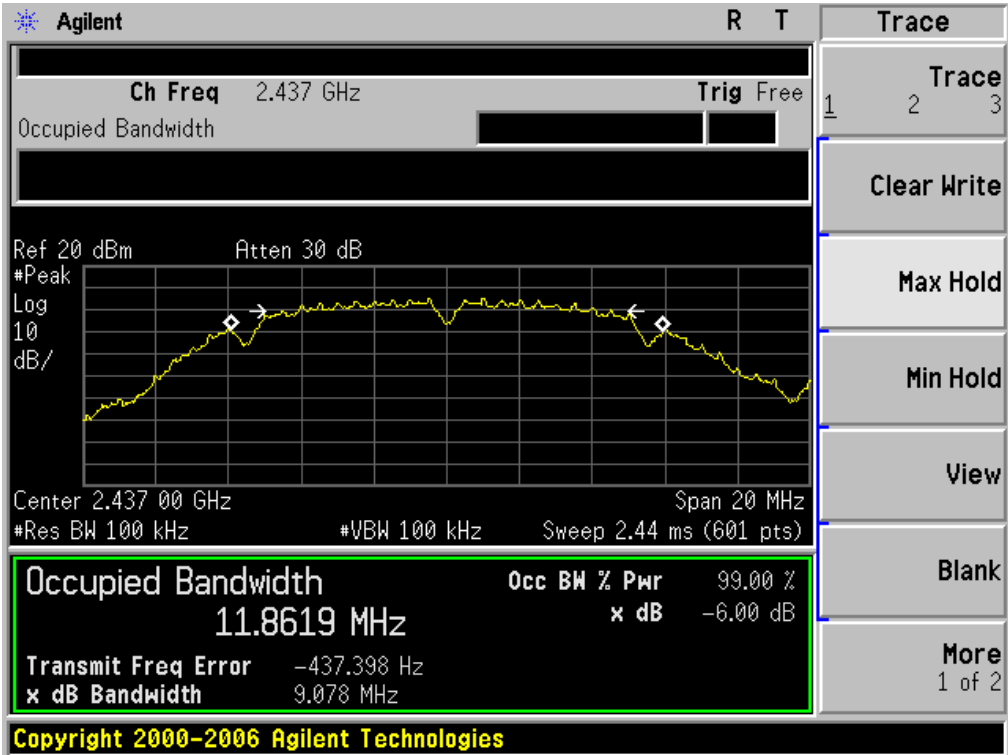 Agilent R T
Ch Freq 2.437 GHz Trig Free
Occupied Bandwidth
Ref 20 dBm Atten 30 dB
#Peak
Log
10
dB/
Center 2.437 00 GHz Span 20 MHz
#Res BW 100 kHz #VBW 100 kHz Sweep 2.44 ms (601 pts)
Occupied Bandwidth
11.8619 MHz
Occ BW % Pwr 99.00 %
x dB -6.00 dB
Transmit Freq Error -437.398 Hz
x dB Bandwidth 9.078 MHz
Copyright 2000-2006 Agilent Technologies
Trace
Trace
1 2 3
Clear Write
Max Hold
Min Hold
View
Blank
More
1 of 2